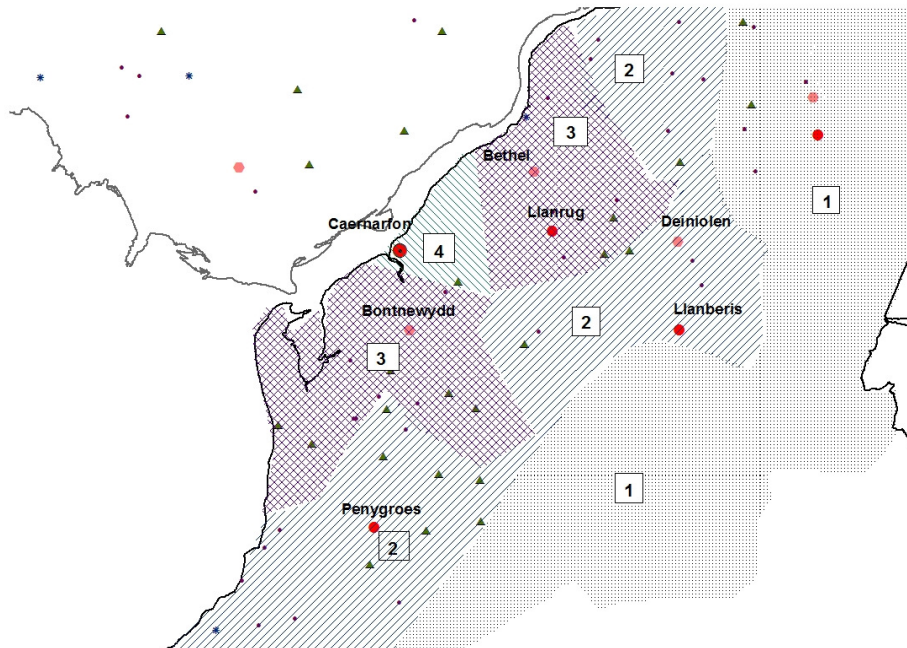 2
3
Bethel
1
Llanrug
Caernarfon
Deiniolen
4
Bontnewydd
2
Llanberis
3
1
Penygroes
2